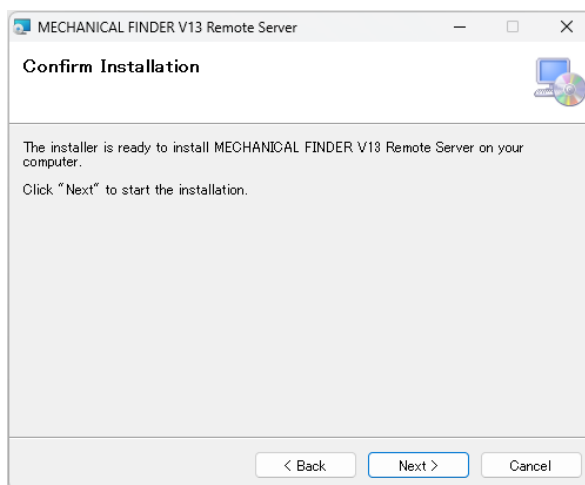 MECHANICAL FINDER V13 Remote Server
Confirm Installation
The installer is ready to install MECHANICAL FINDER V13 Remote Server on your
computer.
Click "Next" to start the installation.
< Back
Next >
Cancel